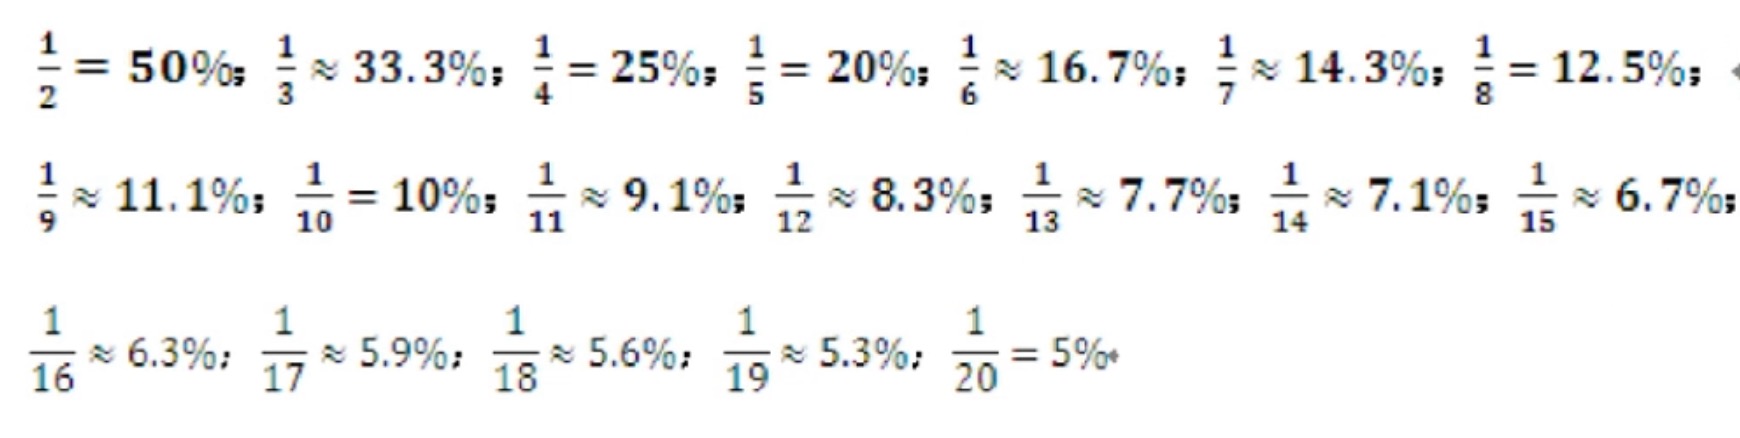 1/2 = 50%; 1/3 ≈ 33.3%; 1/4 = 25%; 1/5 = 20%; 1/6 ≈ 16.7%; 1/7 ≈ 14.3%; 1/8 = 12.5%;
1/9 ≈ 11.1%; 1/10 = 10%; 1/11 ≈ 9.1%; 1/12 ≈ 8.3%; 1/13 ≈ 7.7%; 1/14 ≈ 7.1%; 1/15 ≈ 6.7%;
1/16 ≈ 6.3%; 1/17 ≈ 5.9%; 1/18 ≈ 5.6%; 1/19 ≈ 5.3%; 1/20 = 5%